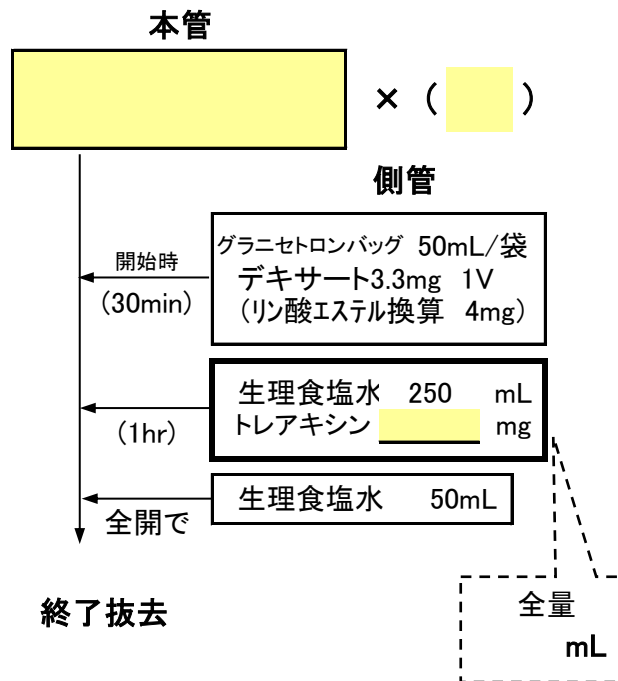 本管
× ( )
側管
グラニセトロンバッグ 50mL/袋
開始時
デキサート3.3mg 1V
(30min)
(リン酸エステル換算 4mg)
生理食塩水 250 mL
トレアキシン mg
(1hr)
生理食塩水 50mL
全開で
終了抜去
全量
mL